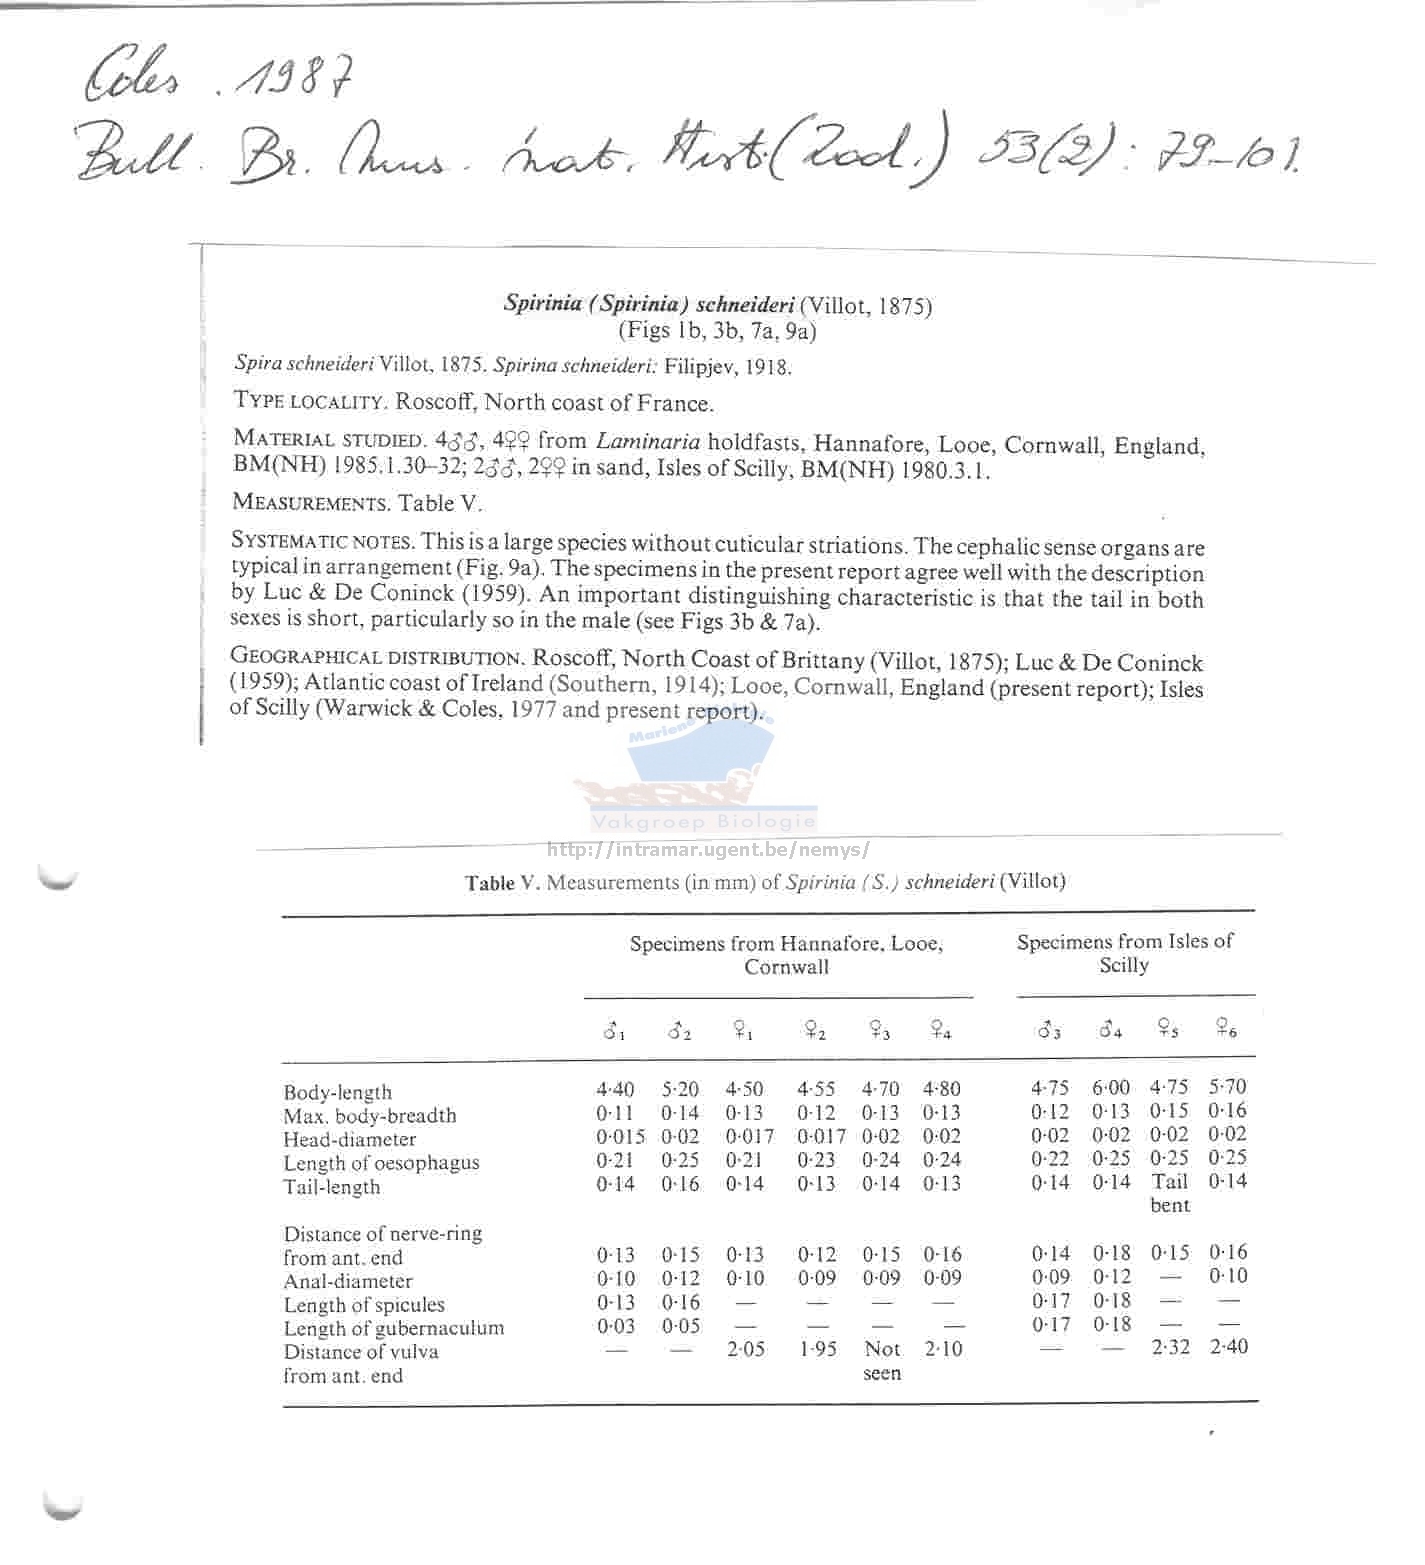 Coles. 1987
Bull. Br. Mus. nat. Hist. (Zool.) 53(2): 79-101.
Spirinia (Spirinia) schneideri (Villot, 1875)
(Figs 1b, 3b, 7a, 9a)
Spira schneideri Villot, 1875. Spirina schneideri: Filipjev, 1918.
TYPE LOCALITY. Roscoff, North coast of France.
MATERIAL STUDIED. 4♂♂, 4♀♀ from Laminaria holdfasts, Hannafore, Looe, Cornwall, England,
BM(NH) 1985.1.30–32; 2♂♂, 2♀♀ in sand, Isles of Scilly, BM(NH) 1980.3.1.
MEASUREMENTS. Table V.
SYSTEMATIC NOTES. This is a large species without cuticular striations. The cephalic sense organs are
typical in arrangement (Fig. 9a). The specimens in the present report agree well with the description
by Luc & De Coninck (1959). An important distinguishing characteristic is that the tail in both
sexes is short, particularly so in the male (see Figs 3b & 7a).
GEOGRAPHICAL DISTRIBUTION. Roscoff, North Coast of Brittany (Villot, 1875); Luc & De Coninck
(1959); Atlantic coast of Ireland (Southern, 1914); Looe, Cornwall, England (present report); Isles
of Scilly (Warwick & Coles, 1977 and present report).
Vakgroep Biologie
http://intramar.ugent.be/nemys/
Table V. Measurements (in mm) of Spirinia (S.) schneideri (Villot)
Specimens from Hannafore, Looe, Specimens from Isles of
Cornwall Scilly
♂1 ♂2 ♀1 ♀2 ♀3 ♀4 ♂3 ♂4 ♀5 ♀6
Body-length 4·40 5·20 4·50 4·55 4·70 4·80 4·75 6·00 4·75 5·70
Max. body-breadth 0·11 0·14 0·13 0·12 0·13 0·13 0·12 0·13 0·15 0·16
Head-diameter 0·015 0·02 0·017 0·017 0·02 0·02 0·02 0·02 0·02 0·02
Length of oesophagus 0·21 0·25 0·21 0·23 0·24 0·24 0·22 0·25 0·25 0·25
Tail-length 0·14 0·16 0·14 0·13 0·14 0·13 0·14 0·14 Tail 0·14
bent
Distance of nerve-ring
from ant. end 0·13 0·15 0·13 0·12 0·15 0·16 0·14 0·18 0·15 0·16
Anal-diameter 0·10 0·12 0·10 0·09 0·09 0·09 0·09 0·12 — 0·10
Length of spicules 0·13 0·16 — — — — 0·17 0·18 — —
Length of gubernaculum 0·03 0·05 — — — — 0·17 0·18 — —
Distance of vulva — — 2·05 1·95 Not 2·10 — — 2·32 2·40
from ant. end seen